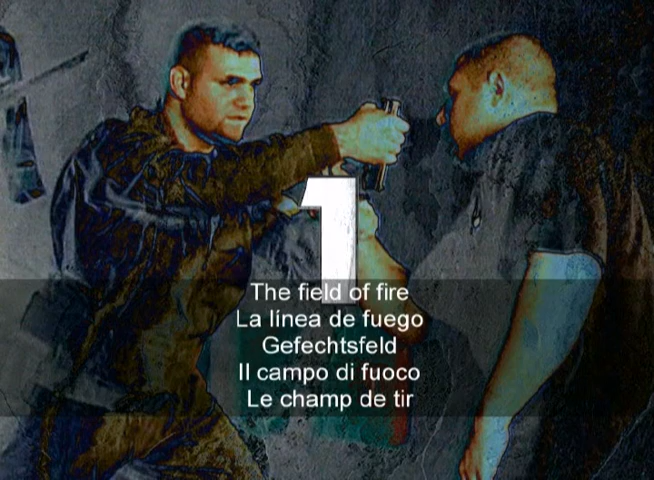 1
The field of fire
La línea de fuego
Gefechtsfeld
Il campo di fuoco
Le champ de tir